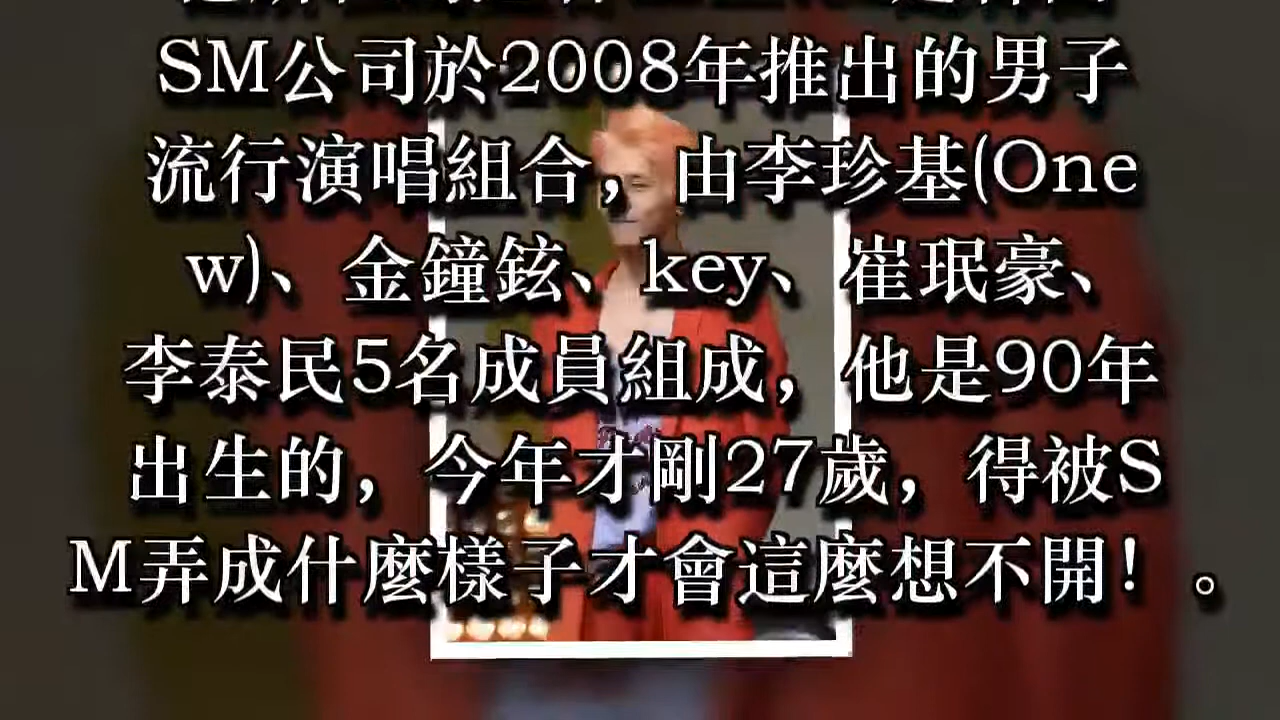 SM公司於2008年推出的男子
流行演唱組合，由李珍基(One
w)、金鐘鉉、key、崔珉豪、
李泰民5名成員組成，他是90年
出生的，今年才剛27歲，得被S
M弄成什麼樣子才會這麼想不開！。